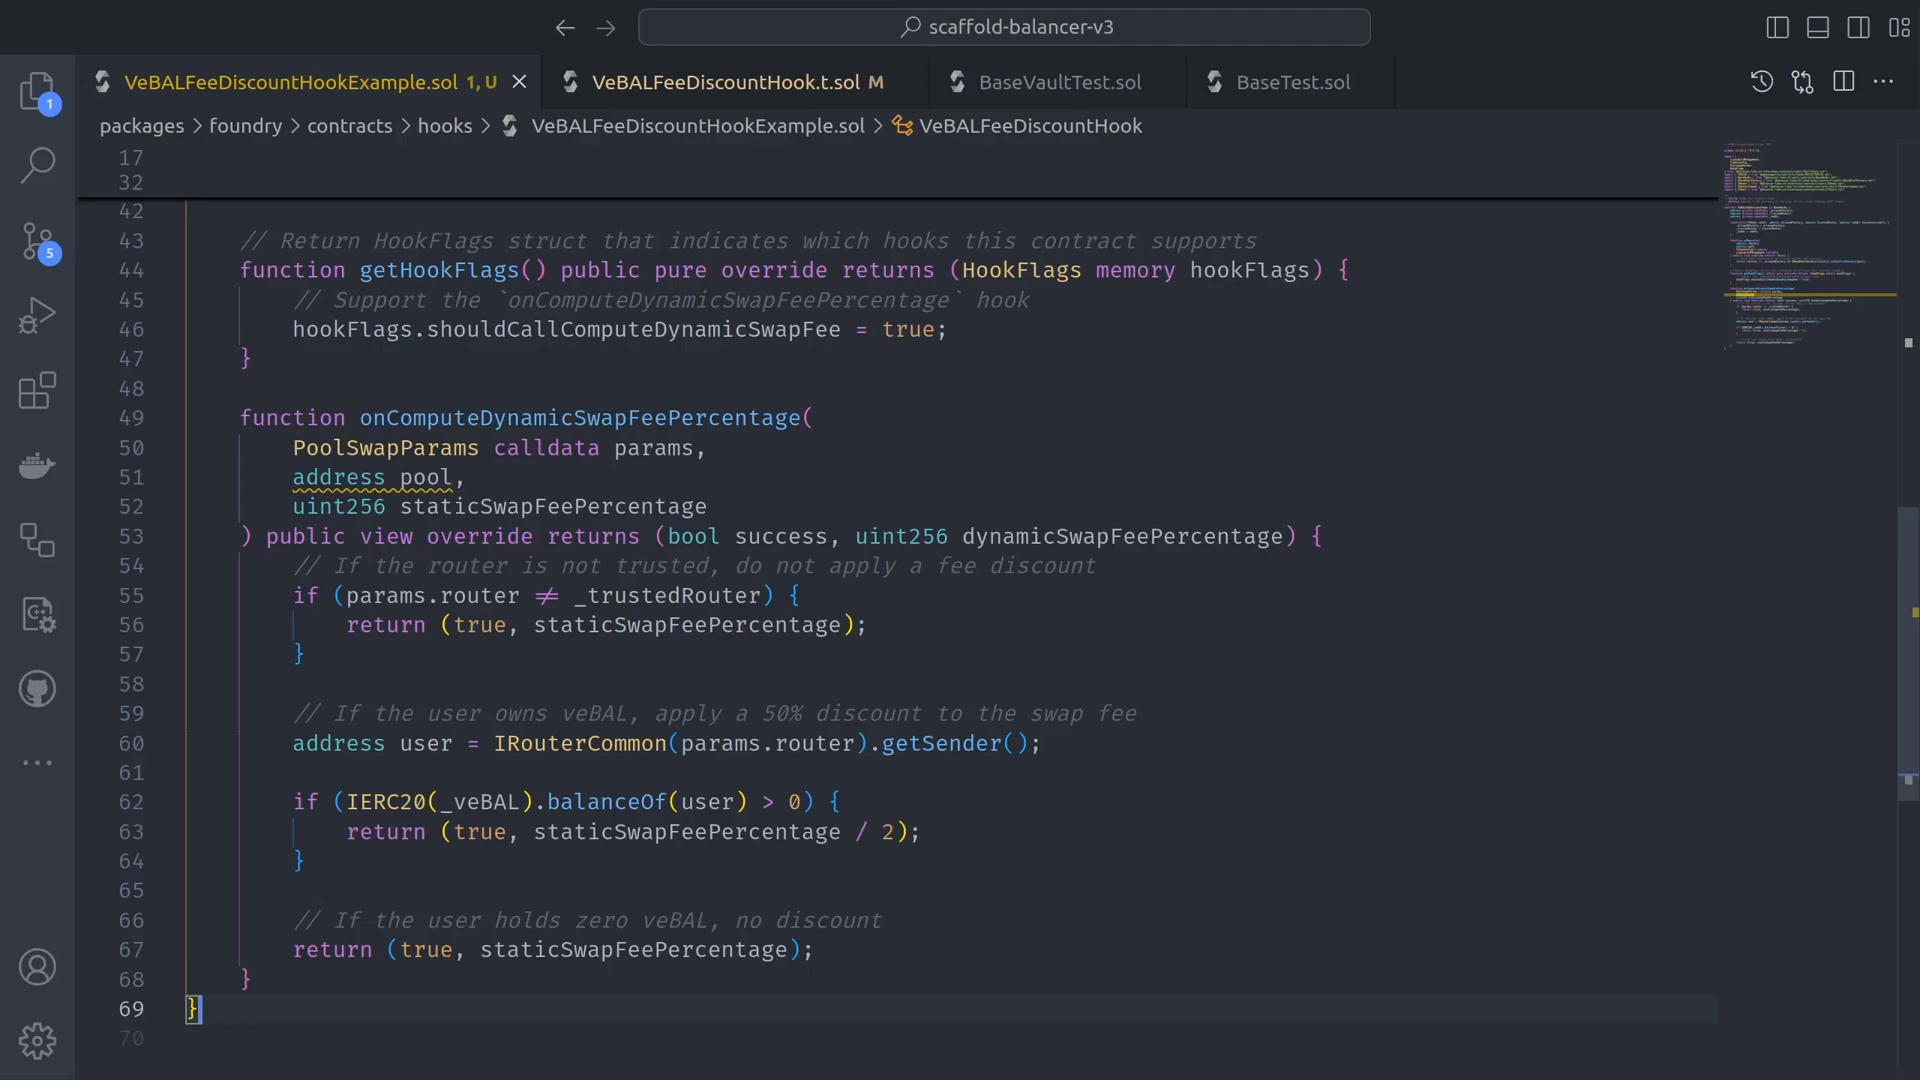 scaffold-balancer-v3
VeBALFeeDiscountHookExample.sol 1, U
VeBALFeeDiscountHook.t.sol M
BaseVaultTest.sol
BaseTest.sol
packages > foundry > contracts > hooks > VeBALFeeDiscountHookExample.sol > VeBALFeeDiscountHook
1
5
17
32
42
43 // Return HookFlags struct that indicates which hooks this contract supports
44 function getHookFlags() public pure override returns (HookFlags memory hookFlags) {
45 // Support the `onComputeDynamicSwapFeePercentage` hook
46 hookFlags.shouldCallComputeDynamicSwapFee = true;
47 }
48
49 function onComputeDynamicSwapFeePercentage(
50 PoolSwapParams calldata params,
51 address pool,
52 uint256 staticSwapFeePercentage
53 ) public view override returns (bool success, uint256 dynamicSwapFeePercentage) {
54 // If the router is not trusted, do not apply a fee discount
55 if (params.router != _trustedRouter) {
56 return (true, staticSwapFeePercentage);
57 }
58
59 // If the user owns veBAL, apply a 50% discount to the swap fee
60 address user = IRouterCommon(params.router).getSender();
61
62 if (IERC20(_veBAL).balanceOf(user) > 0) {
63 return (true, staticSwapFeePercentage / 2);
64 }
65
66 // If the user holds zero veBAL, no discount
67 return (true, staticSwapFeePercentage);
68 }
69 }
70